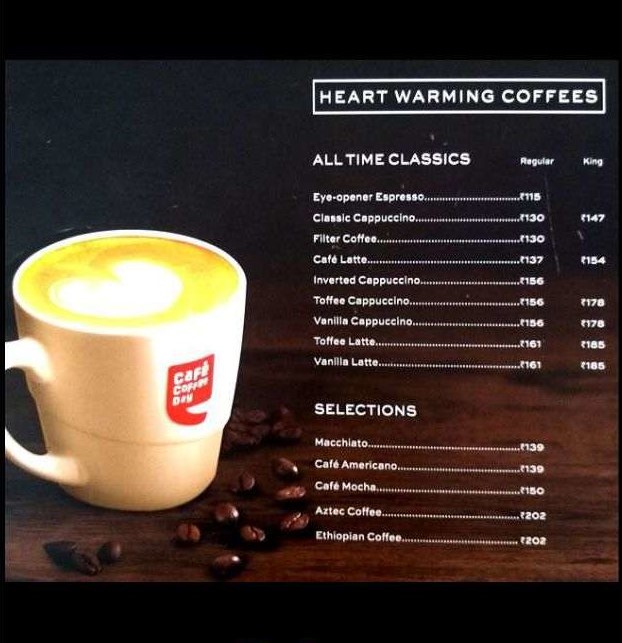 HEART WARMING COFFEES
ALL TIME CLASSICS Regular King
Eye-opener Espresso..............................₹115
Classic Cappuccino..............................₹130 ₹147
Filter Coffee..............................₹130
Café Latte..............................₹137 ₹154
Inverted Cappuccino..............................₹156
Toffee Cappuccino..............................₹156 ₹178
Vanilla Cappuccino..............................₹156 ₹178
Toffee Latte..............................₹161 ₹185
Vanilla Latte..............................₹161 ₹185
café
Coffee
Day
SELECTIONS
Macchiato..............................₹139
Café Americano..............................₹139
Café Mocha..............................₹150
Aztec Coffee..............................₹202
Ethiopian Coffee..............................₹202